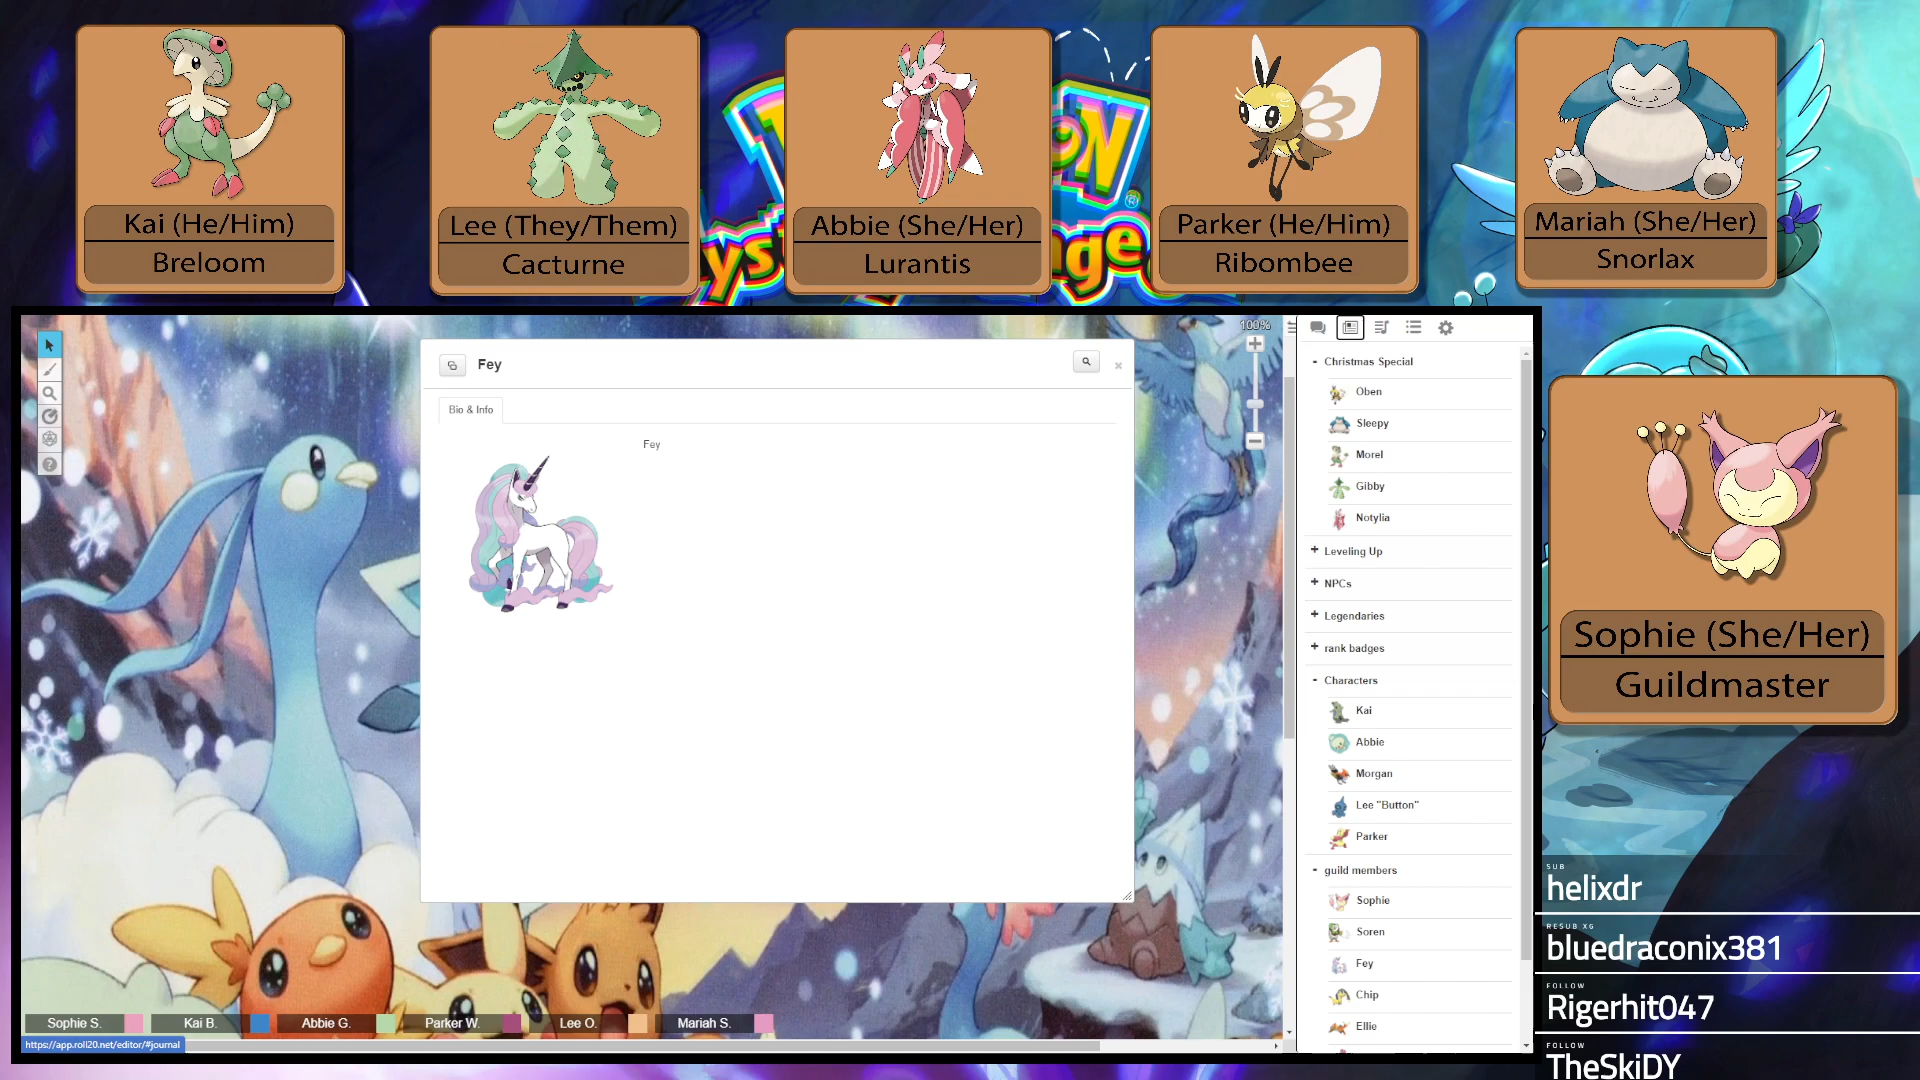 Kai (He/Him)
Breloom
Lee (They/Them)
Cacturne
Abbie (She/Her)
Lurantis
Parker (He/Him)
Ribombee
Mariah (She/Her)
Snorlax
Sophie (She/Her)
Guildmaster
Fey
Bio & Info
Fey
100%
Christmas Special
Oben
Sleepy
Morel
Gibby
Notylia
Leveling Up
NPCs
Legendaries
rank badges
Characters
Kai
Abbie
Morgan
Lee "Button"
Parker
guild members
Sophie
Soren
Fey
Chip
Ellie
SUB
helixdr
RESUB X6
bluedraconix381
FOLLOW
Rigerhit047
FOLLOW
TheSkiDY
Sophie S.
Kai B.
Abbie G.
Parker W.
Lee O.
Mariah S.
https://app.roll20.net/editor/#journal